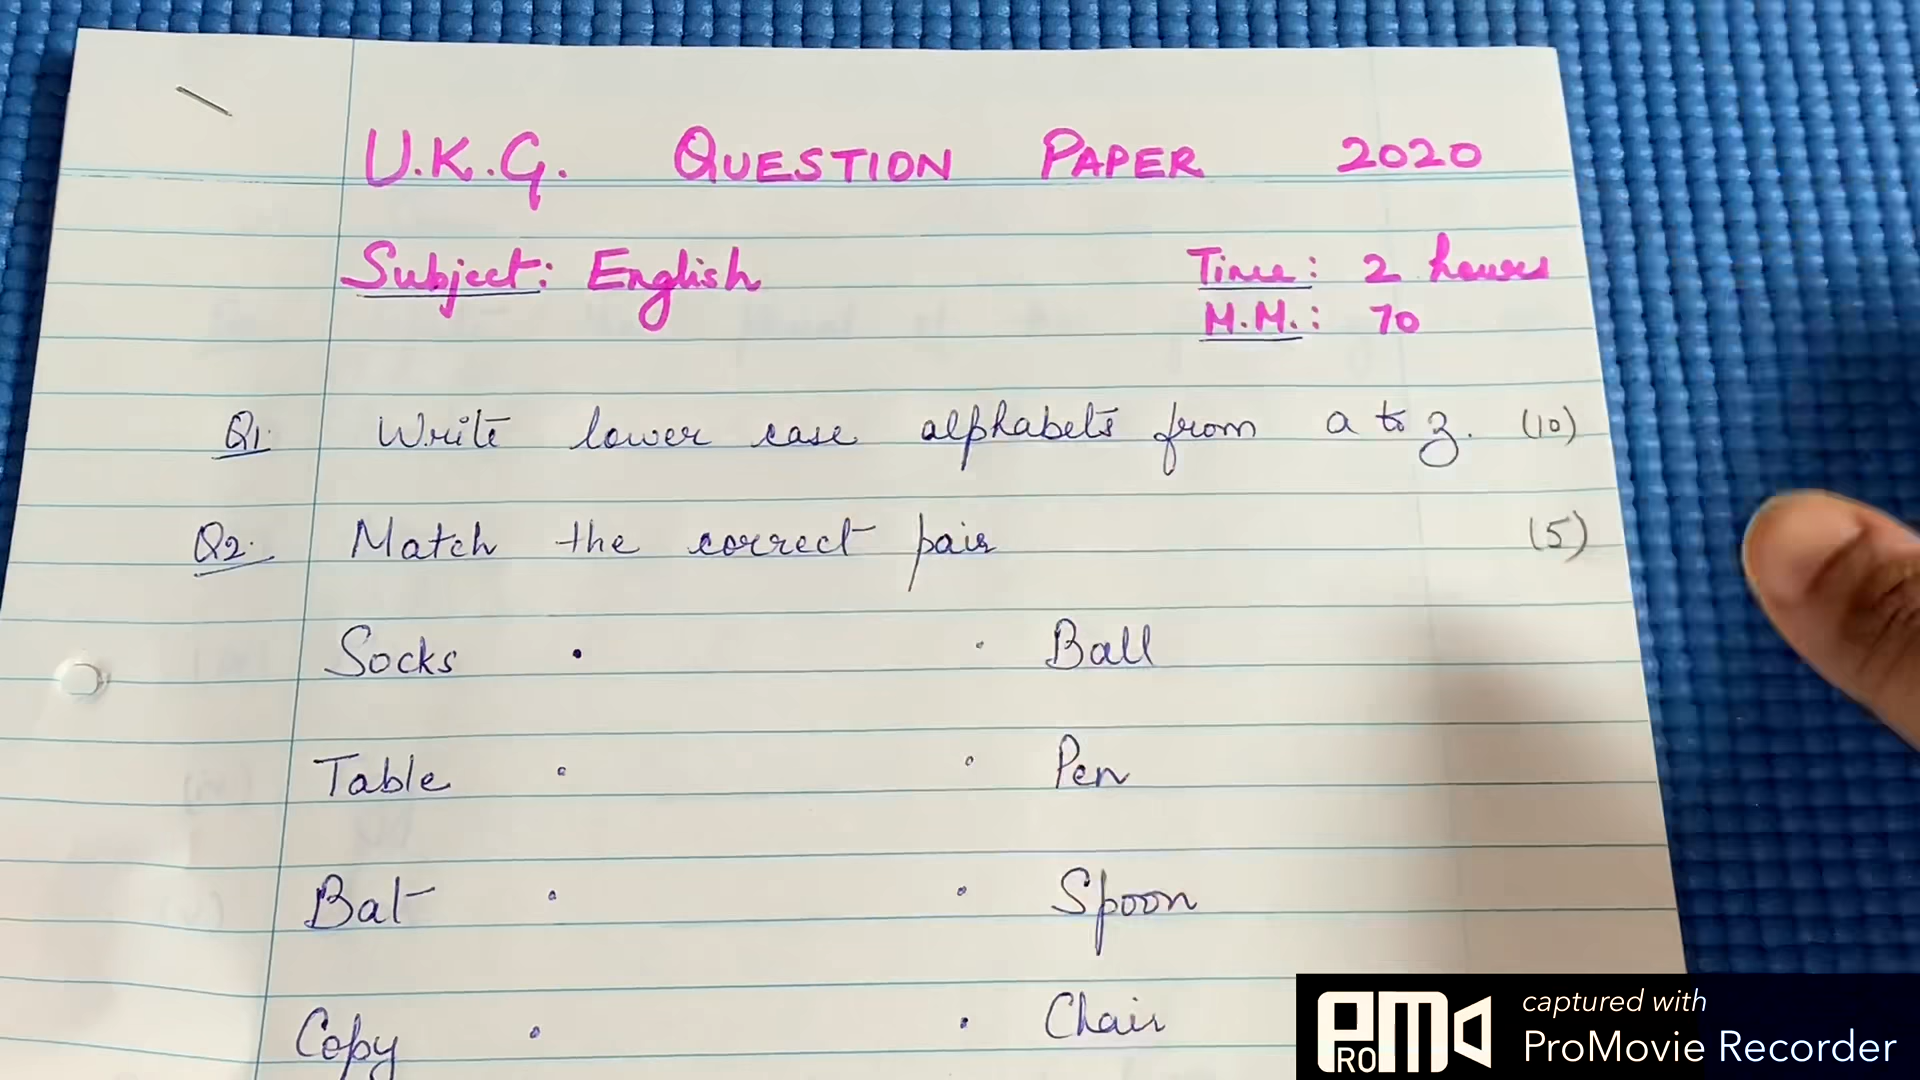 U.K.G. QUESTION PAPER 2020
Subject: English Time: 2 hours
M.M.: 70
Q1. Write lower case alphabets from a to z. (10)
Q2. Match the correct pair (5)
Socks Ball
Table Pen
Bat Spoon
Copy Chair
captured with
PRO M
ProMovie Recorder